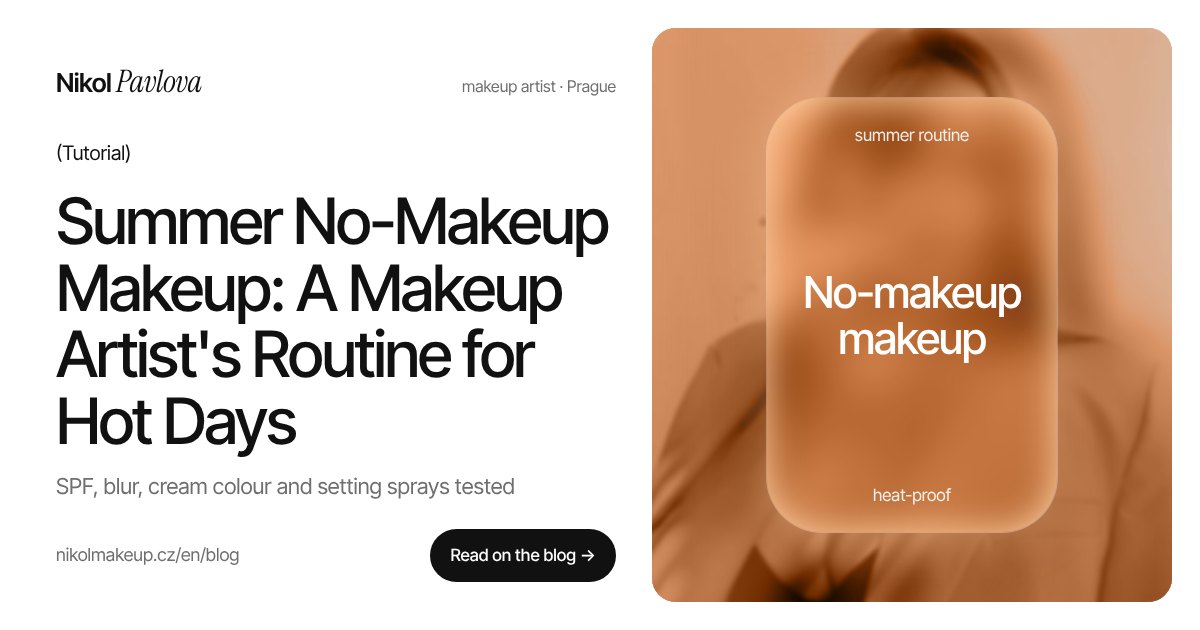 Nikol Pavlova
makeup artist · Prague
(Tutorial)
Summer No-Makeup
Makeup: A Makeup
Artist's Routine for
Hot Days
SPF, blur, cream colour and setting sprays tested
nikolmakeup.cz/en/blog
Read on the blog →
summer routine
No-makeup
makeup
heat-proof